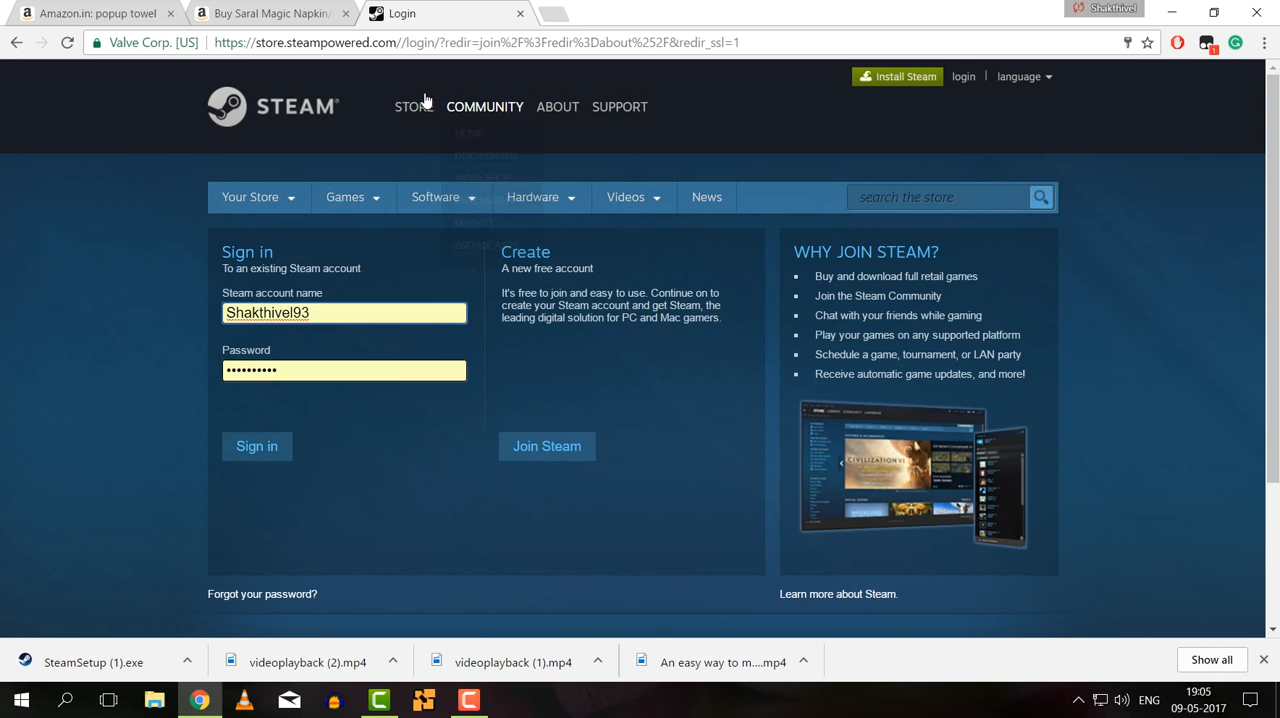 Amazon.in: popup towel
Buy Saral Magic Napkin/
Login
Shakthivel
Valve Corp. [US]
https://store.steampowered.com//login/?redir=join%2F%3Fredir%3Dabout%252F&redir_ssl=1
1
Install Steam
login
language
STEAM
STORE
COMMUNITY
ABOUT
SUPPORT
HOME
DISCUSSIONS
WORKSHOP
MARKET
BROADCASTS
Your Store
Games
Software
Hardware
Videos
News
search the store
Sign in
To an existing Steam account
Steam account name
Shakthivel93
Password
Sign in
Create
A new free account
It's free to join and easy to use. Continue on to
create your Steam account and get Steam, the
leading digital solution for PC and Mac gamers.
Join Steam
WHY JOIN STEAM?
Buy and download full retail games
Join the Steam Community
Chat with your friends while gaming
Play your games on any supported platform
Schedule a game, tournament, or LAN party
Receive automatic game updates, and more!
CIVILIZATION VI
Forgot your password?
Learn more about Steam.
SteamSetup (1).exe
videoplayback (2).mp4
videoplayback (1).mp4
An easy way to m....mp4
Show all
ENG
19:05
09-05-2017